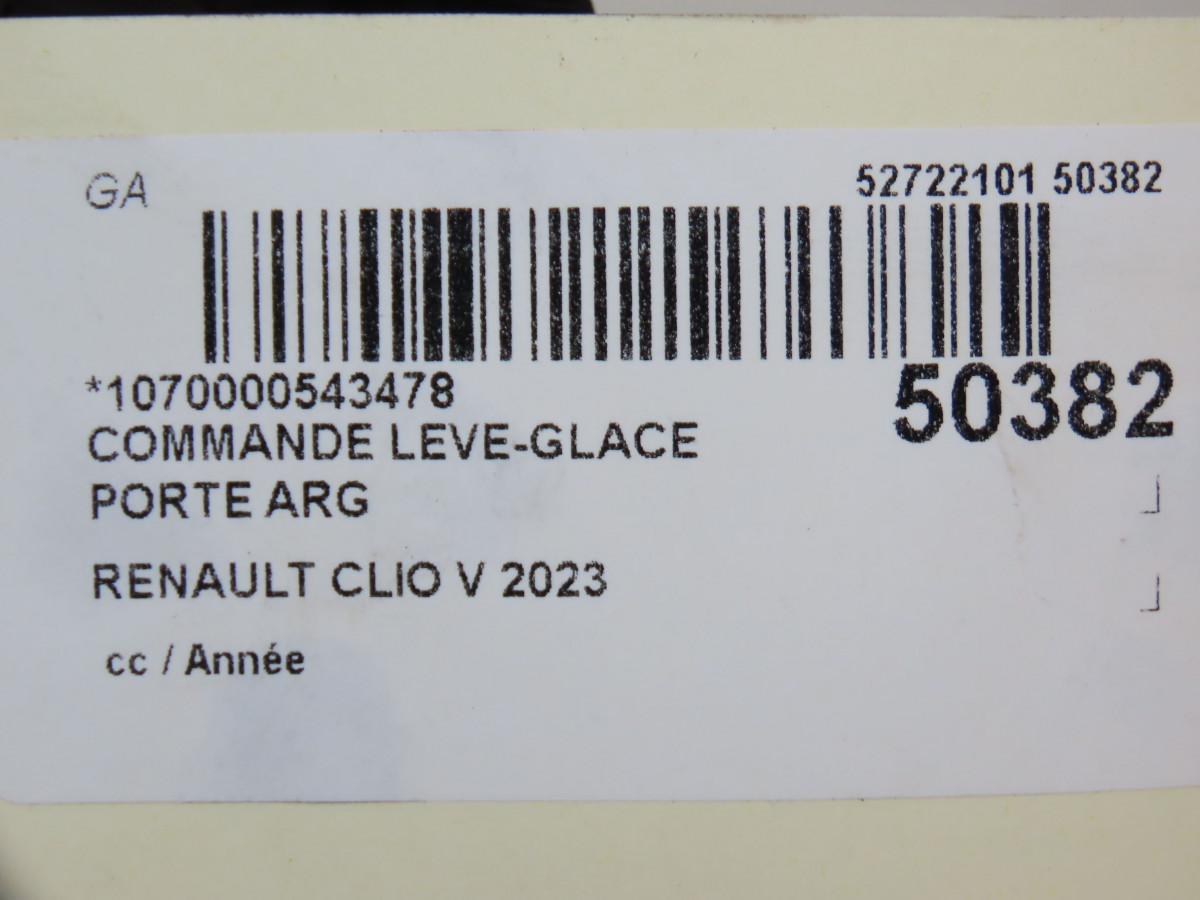 GA
52722101 50382
*1070000543478
50382
COMMANDE LEVE-GLACE
PORTE ARG
RENAULT CLIO V 2023
cc / Année